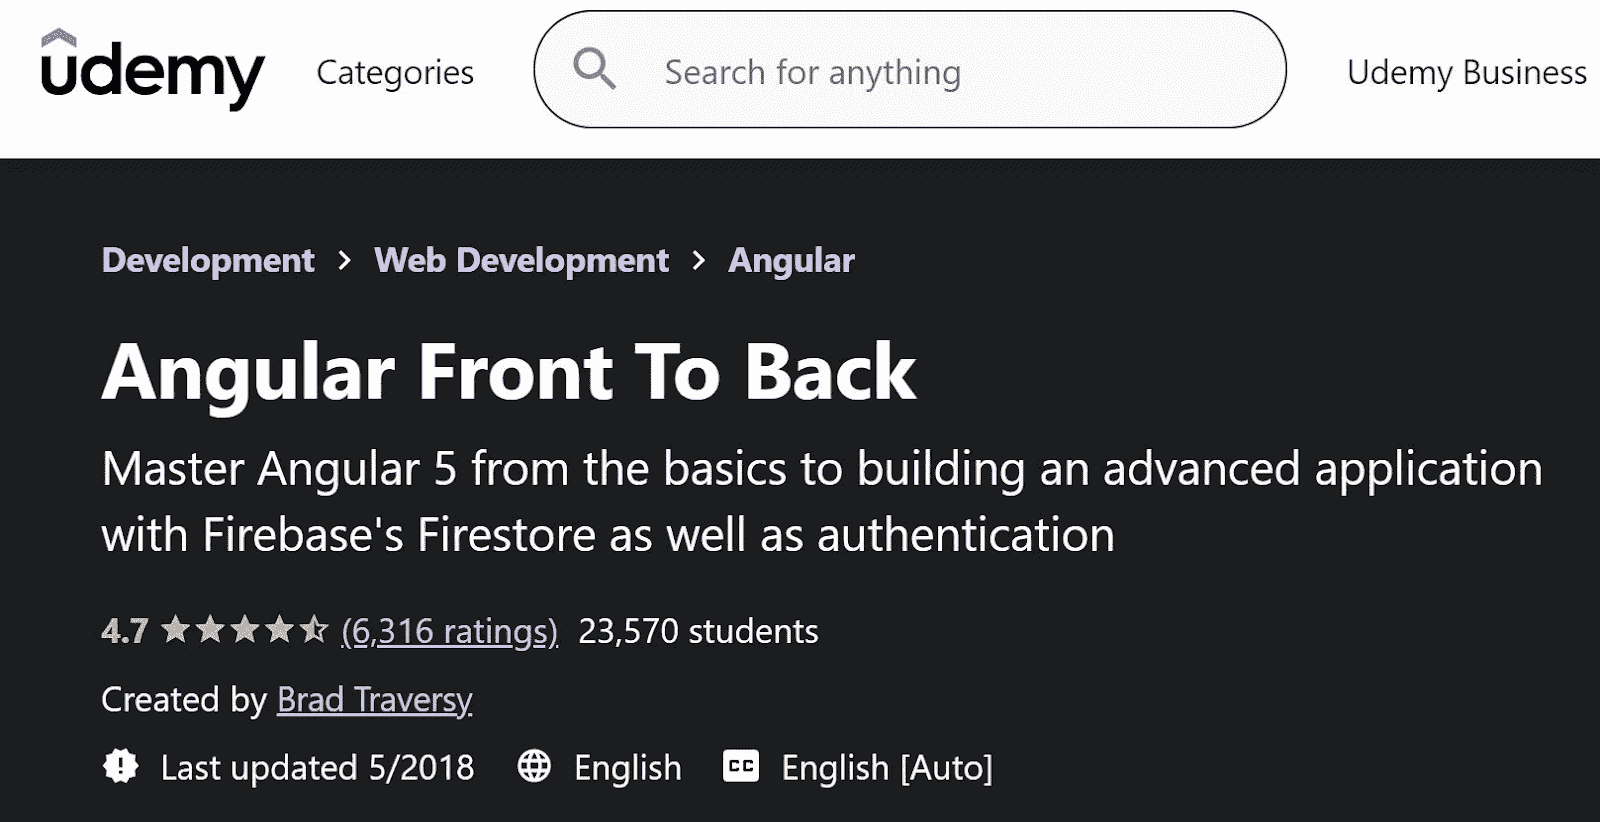 udemy Categories Search for anything Udemy Business
Development > Web Development > Angular
Angular Front To Back
Master Angular 5 from the basics to building an advanced application
with Firebase's Firestore as well as authentication
4.7 (6,316 ratings) 23,570 students
Created by Brad Traversy
Last updated 5/2018 English CC English [Auto]